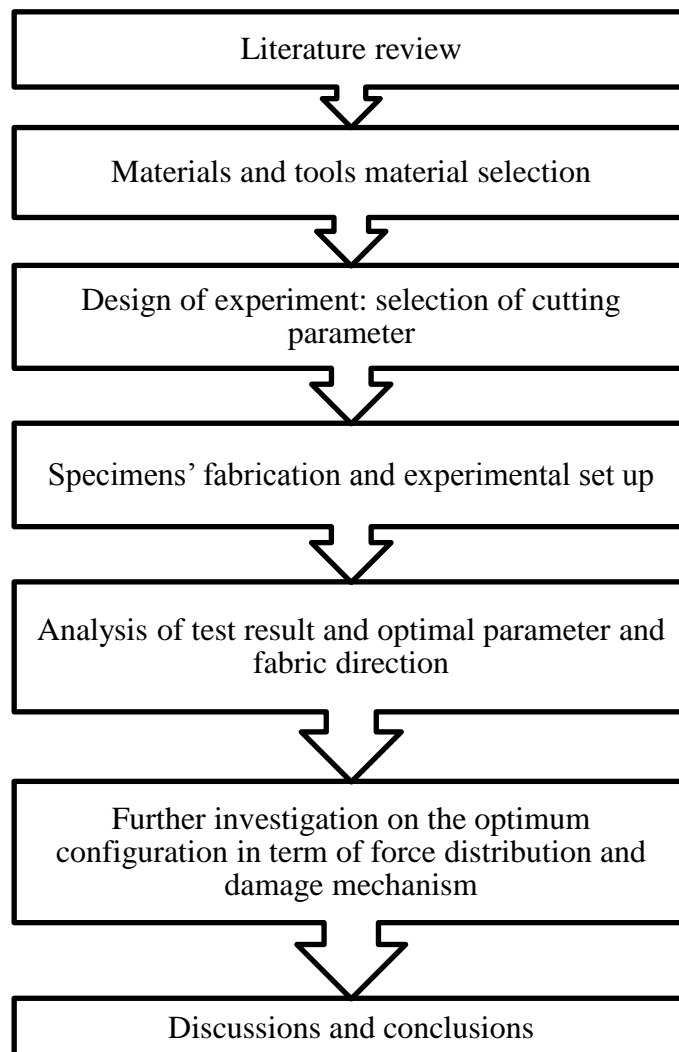 Literature review
Materials and tools material selection
Design of experiment: selection of cutting
parameter
Specimens’ fabrication and experimental set up
Analysis of test result and optimal parameter and
fabric direction
Further investigation on the optimum
configuration in term of force distribution and
damage mechanism
Discussions and conclusions